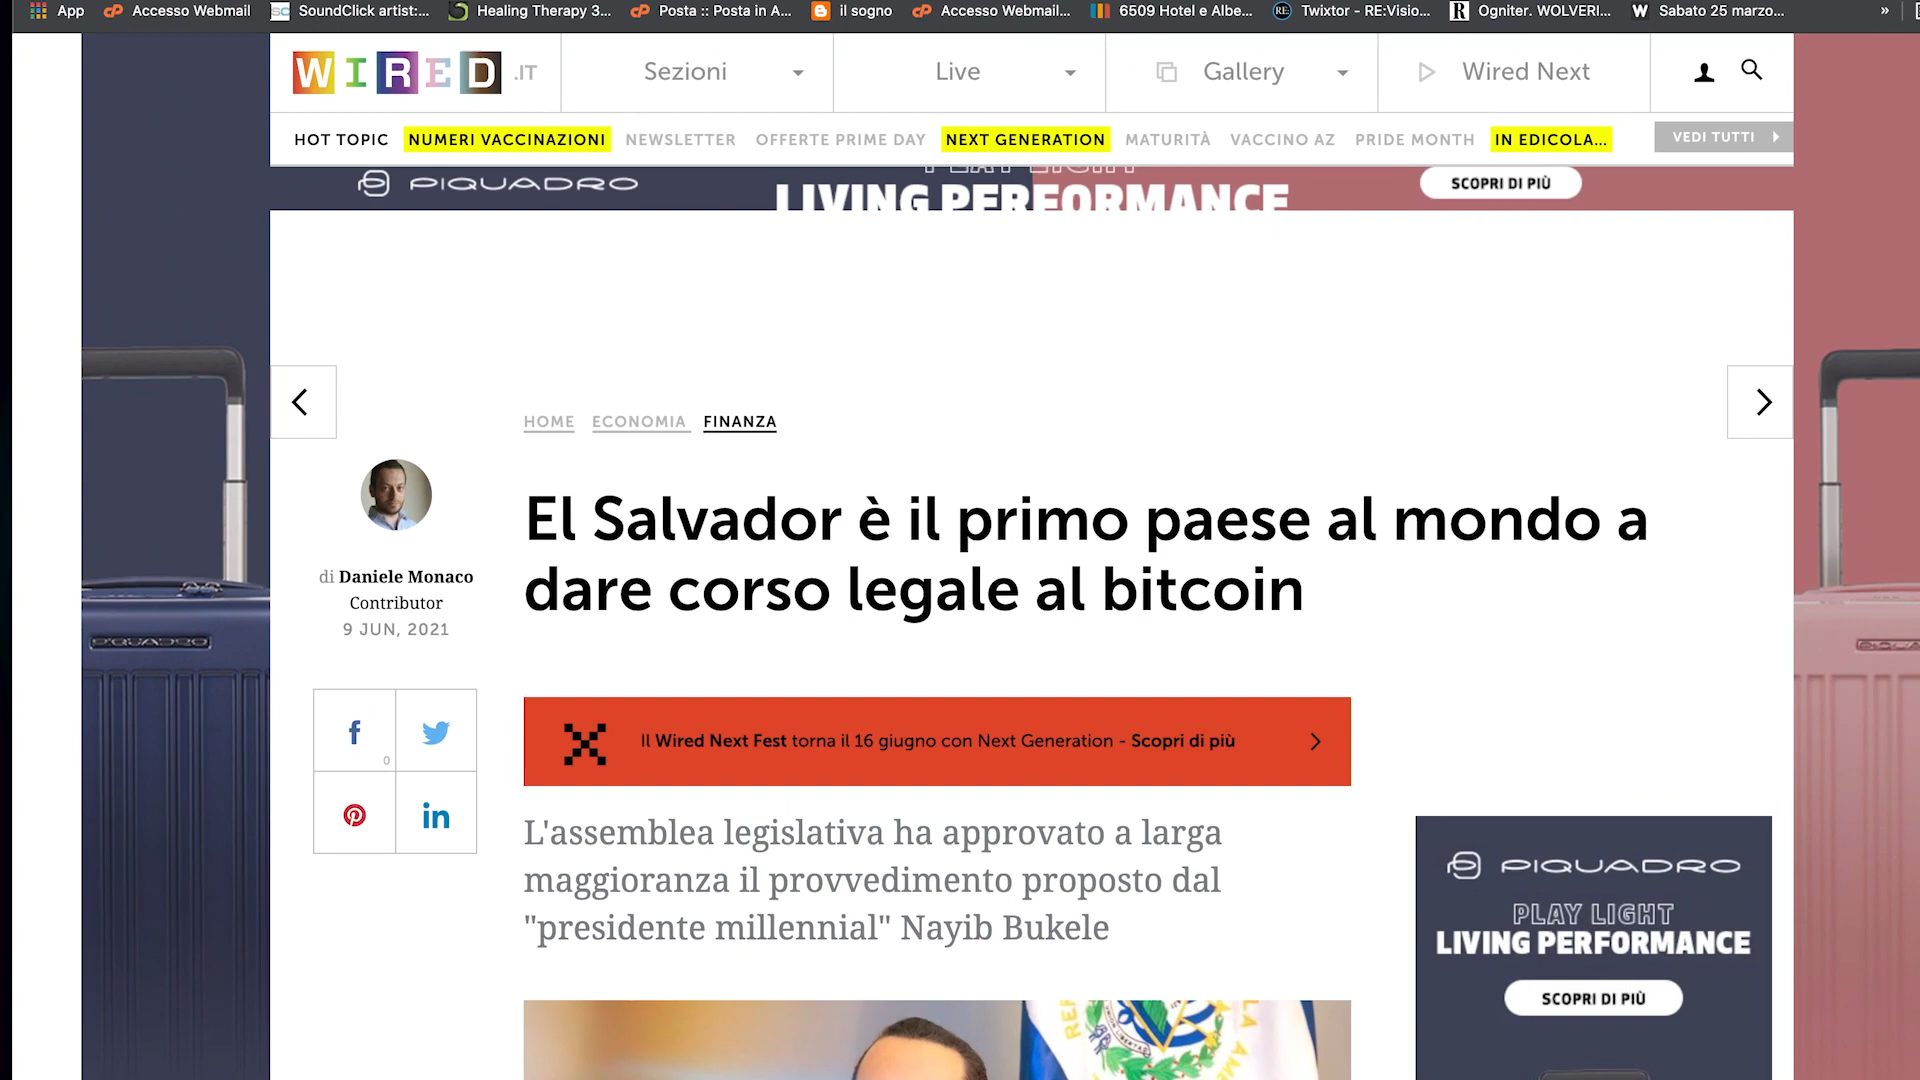 App Accesso Webmail SoundClick artist:... Healing Therapy 3... Posta :: Posta in A... il sogno Accesso Webmail... 6509 Hotel e Albe... Twixtor - RE:Visio... Ogniter. WOLVERI... Sabato 25 marzo... »
WIRED .IT Sezioni Live Gallery Wired Next
HOT TOPIC NUMERI VACCINAZIONI NEWSLETTER OFFERTE PRIME DAY NEXT GENERATION MATURITÀ VACCINO AZ PRIDE MONTH IN EDICOLA... VEDI TUTTI
PIQUADRO PLAY LIGHT LIVING PERFORMANCE SCOPRI DI PIÙ
HOME ECONOMIA FINANZA
El Salvador è il primo paese al mondo a
dare corso legale al bitcoin
di Daniele Monaco
Contributor
9 JUN, 2021
PIQUADRO
f 0
in
Il Wired Next Fest torna il 16 giugno con Next Generation - Scopri di più
L'assemblea legislativa ha approvato a larga
maggioranza il provvedimento proposto dal
"presidente millennial" Nayib Bukele
PIQUADRO
PLAY LIGHT
LIVING PERFORMANCE
SCOPRI DI PIÙ